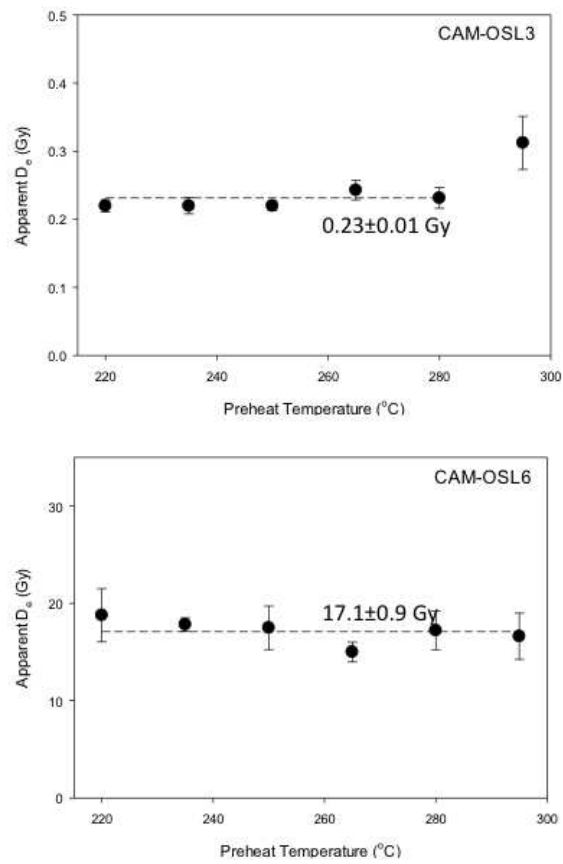 CAM-OSL3
0.5
0.4
0.3
0.2
0.1
0.0
Apparent Dₑ (Gy)
0.23±0.01 Gy
220 240 260 280 300
Preheat Temperature (°C)
CAM-OSL6
30
20
10
0
Apparent Dₑ (Gy)
17.1±0.9 Gy
220 240 260 280 300
Preheat Temperature (°C)